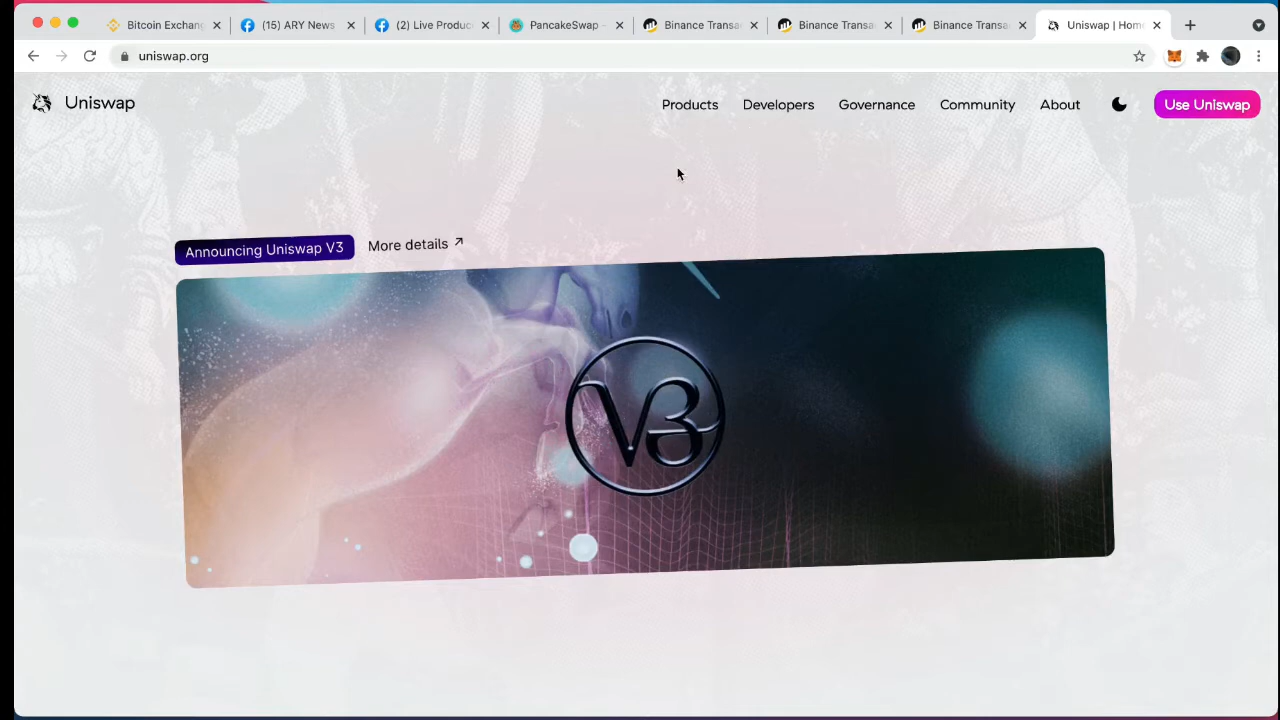 Bitcoin Exchang
(15) ARY News
(2) Live Produc
PancakeSwap -
Binance Transa
Binance Transa
Binance Transa
Uniswap | Hom
uniswap.org
Uniswap
Products
Developers
Governance
Community
About
Use Uniswap
Announcing Uniswap V3
More details ↗
V3